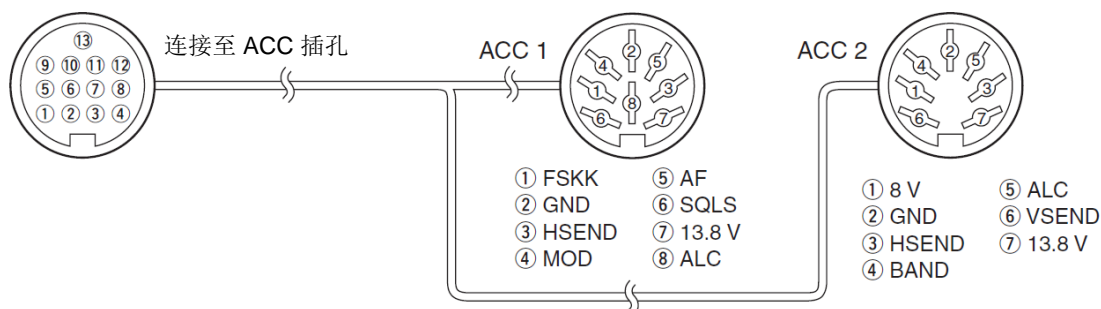 ⑬
⑨ ⑩ ⑪ ⑫
⑤ ⑥ ⑦ ⑧
① ② ③ ④
连接至 ACC 插孔
ACC 1
② 
④ ⑤
① ③
⑧
⑥ ⑦
① FSKK ⑤ AF
② GND ⑥ SQLS
③ HSEND ⑦ 13.8 V
④ MOD ⑧ ALC
ACC 2
②
④ ⑤
① ③
⑥ ⑦
① 8 V ⑤ ALC
② GND ⑥ VSEND
③ HSEND ⑦ 13.8 V
④ BAND